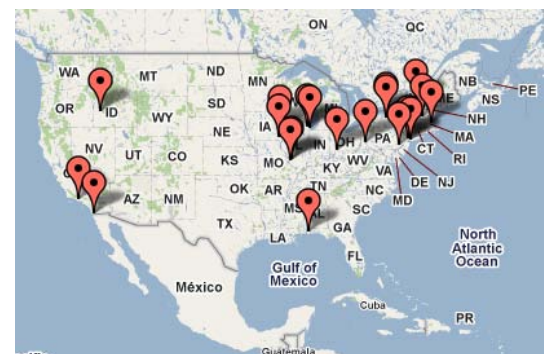 ON
QC
WA
MT
ND
MN
NB
PE
OR
ID
SD
ME
NS
WY
IA
NH
NE
NV
UT
CO
IN
OH
PA
MA
KS
MO
WV
CT
RI
KY
VA
DE
NJ
AZ
NM
OK
AR
TN
NC
MD
MS
AL
SC
TX
GA
LA
North
Atlantic
Ocean
FL
Gulf of
Mexico
México
Cuba
PR
Guatemala